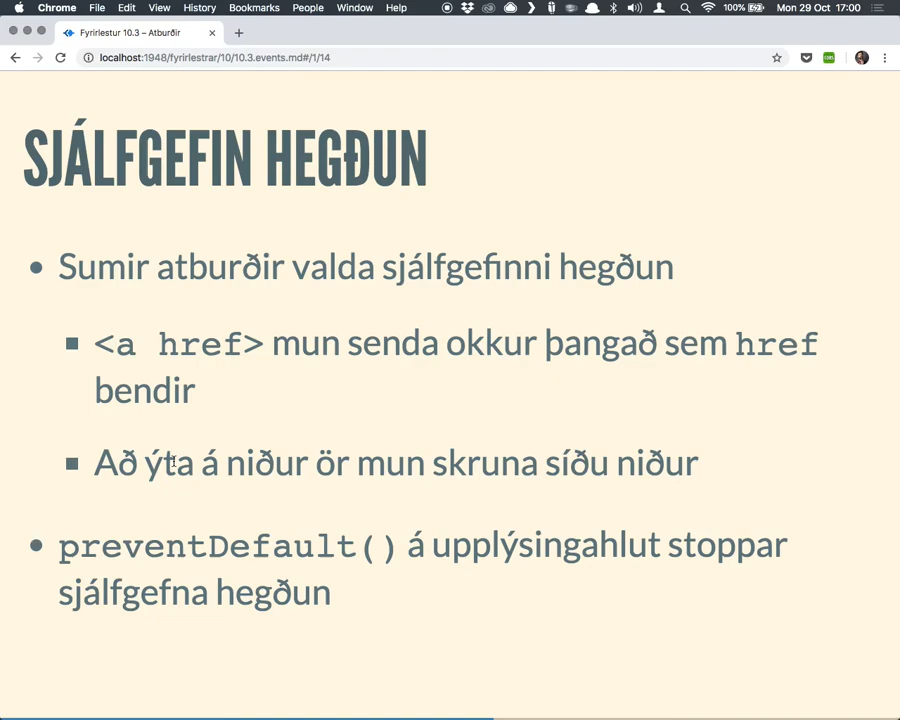 Chrome File Edit View History Bookmarks People Window Help 100% Mon 29 Oct 17:00
Fyrirlestur 10.3 – Atburðir
localhost:1948/fyrirlestrar/10/10.3.events.md#/1/14
SJÁLFGEFIN HEGÐUN
Sumir atburðir valda sjálfgefinni hegðun
<a href> mun senda okkur þangað sem href
bendir
Að ýta á niður ör mun skruna síðu niður
preventDefault() á upplýsingahlut stoppar
sjálfgefna hegðun